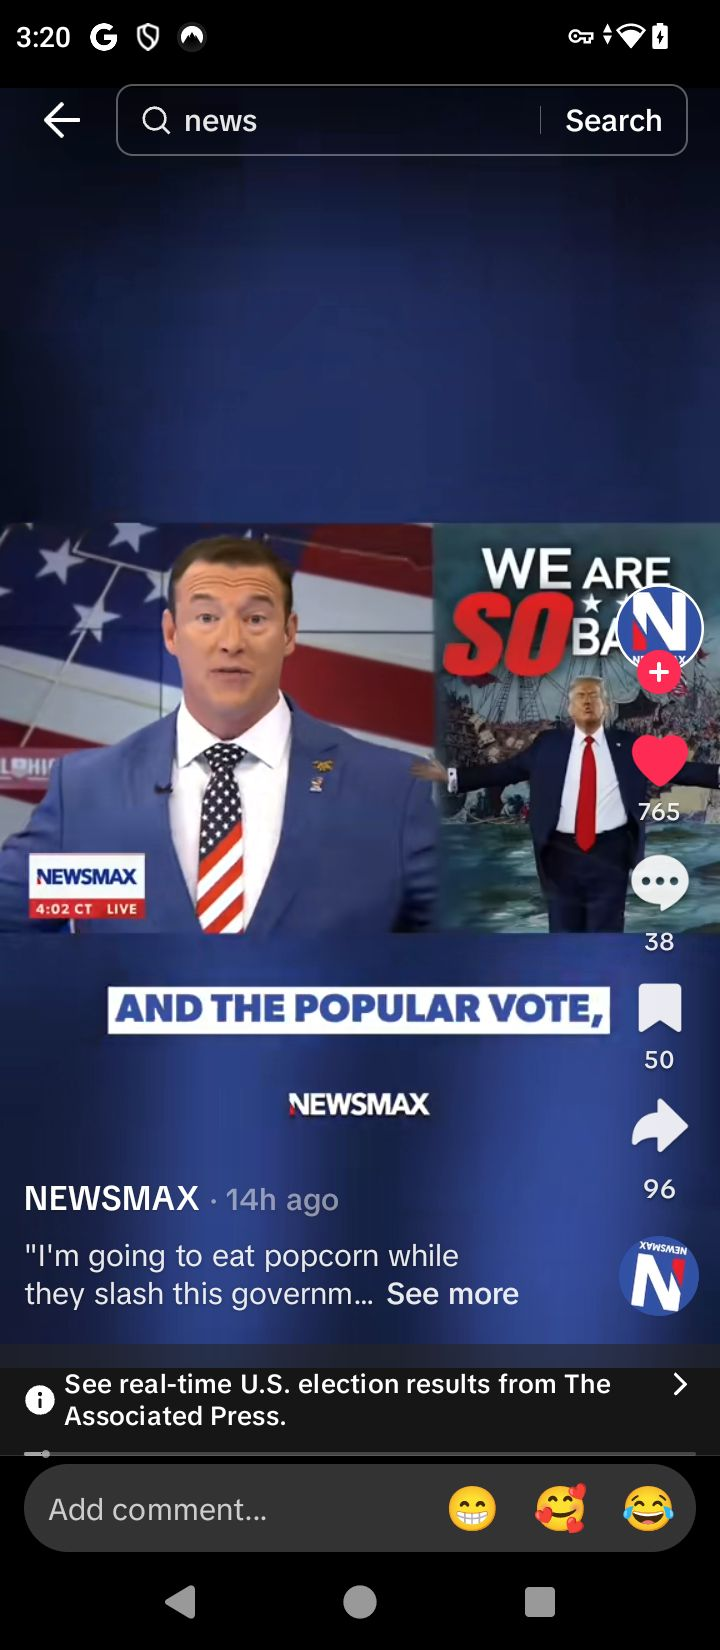 3:20
news
Search
WE ARE
SO
N
765
NEWSMAX
4:02 CT LIVE
38
AND THE POPULAR VOTE,
50
NEWSMAX
96
NEWSMAX · 14h ago
"I'm going to eat popcorn while
they slash this governm... See more
NEWSMAX
N
See real-time U.S. election results from The
Associated Press.
Add comment...